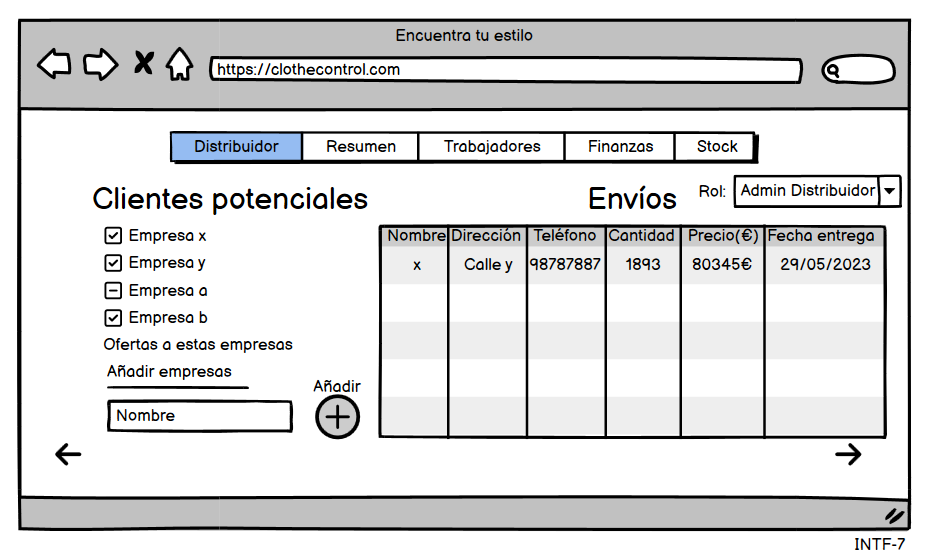 Encuentra tu estilo
https://clothecontrol.com
Distribuidor Resumen Trabajadores Finanzas Stock
Clientes potenciales
Envíos
Rol: Admin Distribuidor
Empresa x
Empresa y
Empresa a
Empresa b
Ofertas a estas empresas
Añadir empresas
Nombre
Añadir
Nombre Dirección Teléfono Cantidad Precio(€) Fecha entrega
x Calle y 98787887 1893 80345€ 29/05/2023
INTF-7